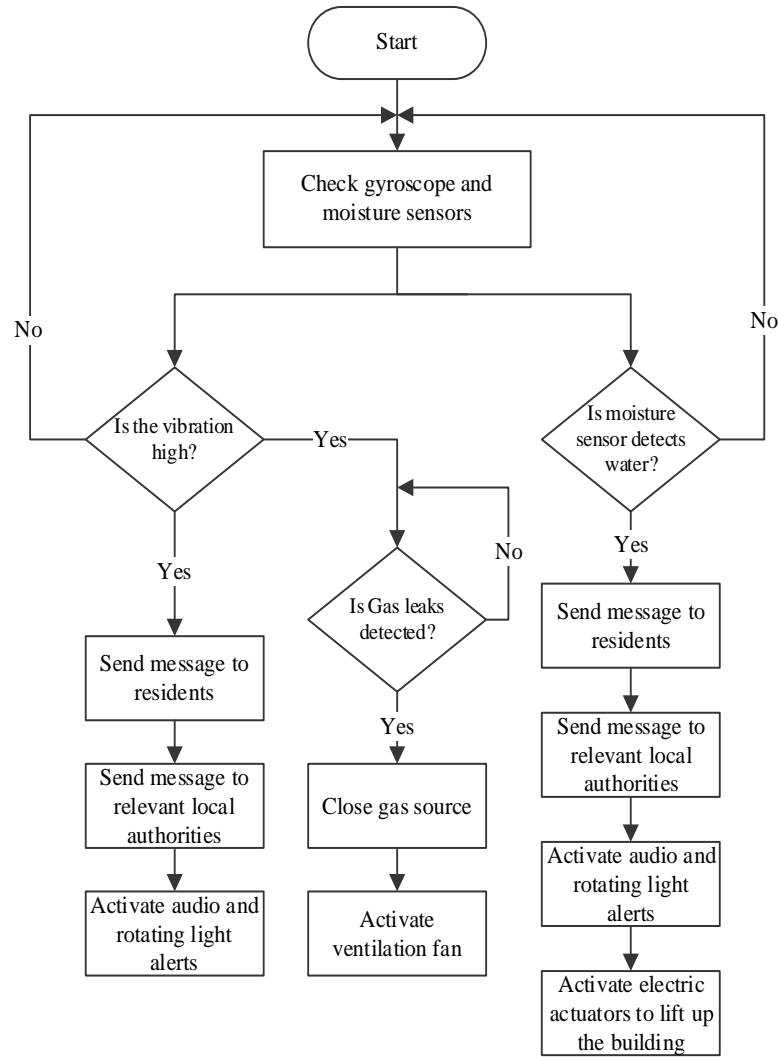 Start
Check gyroscope and
moisture sensors
No
No
Is the vibration
high?
Yes
Is moisture
sensor detects
water?
No
Yes
Yes
Is Gas leaks
detected?
Send message to
residents
Send message to
residents
Yes
Send message to
relevant local
authorities
Close gas source
Send message to
relevant local
authorities
Activate audio and
rotating light
alerts
Activate
ventilation fan
Activate audio and
rotating light
alerts
Activate electric
actuators to lift up
the building